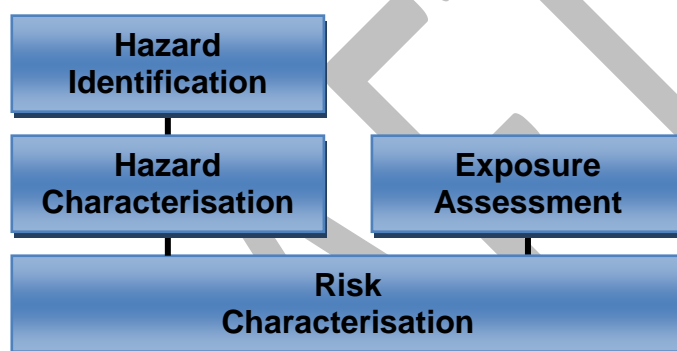 Hazard
Identification
Hazard
Characterisation
Exposure
Assessment
Risk
Characterisation